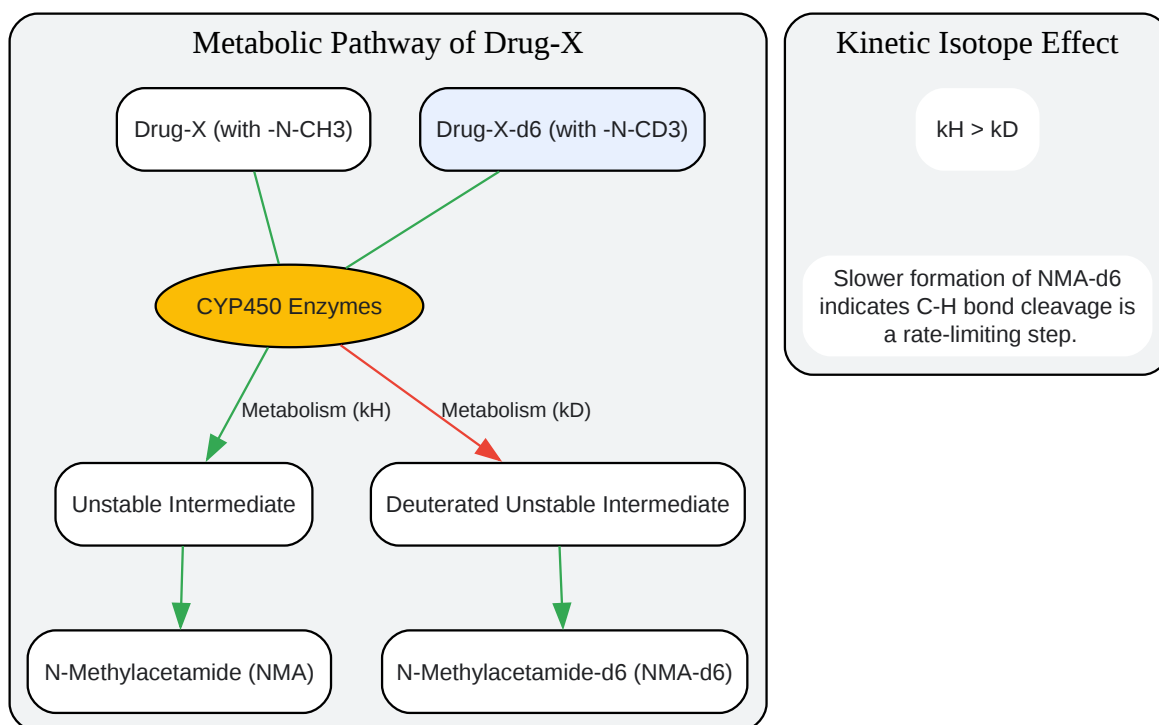 Metabolic Pathway of Drug-X
Drug-X (with -N-CH3)
Drug-X-d6 (with -N-CD3)
CYP450 Enzymes
Metabolism (kH)
Metabolism (kD)
Unstable Intermediate
Deuterated Unstable Intermediate
N-Methylacetamide (NMA)
N-Methylacetamide-d6 (NMA-d6)
Kinetic Isotope Effect
kH > kD
Slower formation of NMA-d6
indicates C-H bond cleavage is
a rate-limiting step.